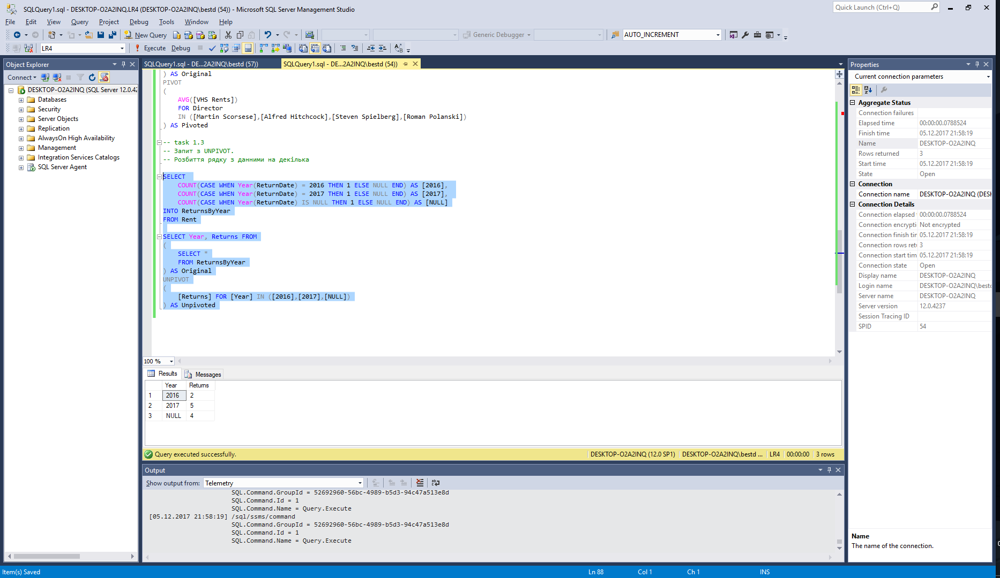 SQLQuery1.sql - DESKTOP-O2A2INQ.LR4 (DESKTOP-O2A2INQ\bestd (54)) - Microsoft SQL Server Management Studio
Quick Launch (Ctrl+Q)
File Edit View Query Project Debug Tools Window Help
New Query
Generic Debugger
AUTO_INCREMENT
LR4
Execute Debug
Object Explorer
Connect
DESKTOP-O2A2INQ (SQL Server 12.0.42
Databases
Security
Server Objects
Replication
AlwaysOn High Availability
Management
Integration Services Catalogs
SQL Server Agent
SQLQuery1.sql - DE...2A2INQ\bestd (57))
SQLQuery1.sql - DE...2A2INQ\bestd (54))
) AS Original
PIVOT
(
AVG([VHS Rents])
FOR Director
IN ([Martin Scorsese],[Alfred Hitchcock],[Steven Spielberg],[Roman Polanski])
) AS Pivoted
-- task 1.3
-- Запит з UNPIVOT.
-- Розбиття рядку з данними на декілька
SELECT
COUNT(CASE WHEN Year(ReturnDate) = 2016 THEN 1 ELSE NULL END) AS [2016],
COUNT(CASE WHEN Year(ReturnDate) = 2017 THEN 1 ELSE NULL END) AS [2017],
COUNT(CASE WHEN Year(ReturnDate) IS NULL THEN 1 ELSE NULL END) AS [NULL]
INTO ReturnsByYear
FROM Rent
SELECT Year, Returns FROM
(
SELECT *
FROM ReturnsByYear
) AS Original
UNPIVOT
(
[Returns] FOR [Year] IN ([2016],[2017],[NULL])
) AS Unpivoted
100 %
Results Messages
Year Returns
1 2016 2
2 2017 5
3 NULL 4
Query executed successfully.
DESKTOP-O2A2INQ (12.0 SP1) DESKTOP-O2A2INQ\bestd ... LR4 00:00:00 3 rows
Output
Show output from: Telemetry
SQL.Command.GroupId = 52692960-56bc-4989-b5d3-94c47a513e8d
SQL.Command.Id = 1
SQL.Command.Name = Query.Execute
[05.12.2017 21:58:19] /sql/ssms/command
SQL.Command.GroupId = 52692960-56bc-4989-b5d3-94c47a513e8d
SQL.Command.Id = 1
SQL.Command.Name = Query.Execute
Properties
Current connection parameters
Aggregate Status
Connection failures
Elapsed time 00:00:00.0788524
Finish time 05.12.2017 21:58:19
Name DESKTOP-O2A2INQ
Rows returned 3
Start time 05.12.2017 21:58:19
State Open
Connection
Connection name DESKTOP-O2A2INQ (DESK
Connection Details
Connection elapsed 00:00:00.0788524
Connection encrypti Not encrypted
Connection finish tir 05.12.2017 21:58:19
Connection rows retu 3
Connection start tim 05.12.2017 21:58:19
Connection state Open
Display name DESKTOP-O2A2INQ
Login name DESKTOP-O2A2INQ\bestd
Server name DESKTOP-O2A2INQ
Server version 12.0.4237
Session Tracing ID
SPID 54
Name
The name of the connection.
Item(s) Saved Ln 88 Col 1 Ch 1 INS